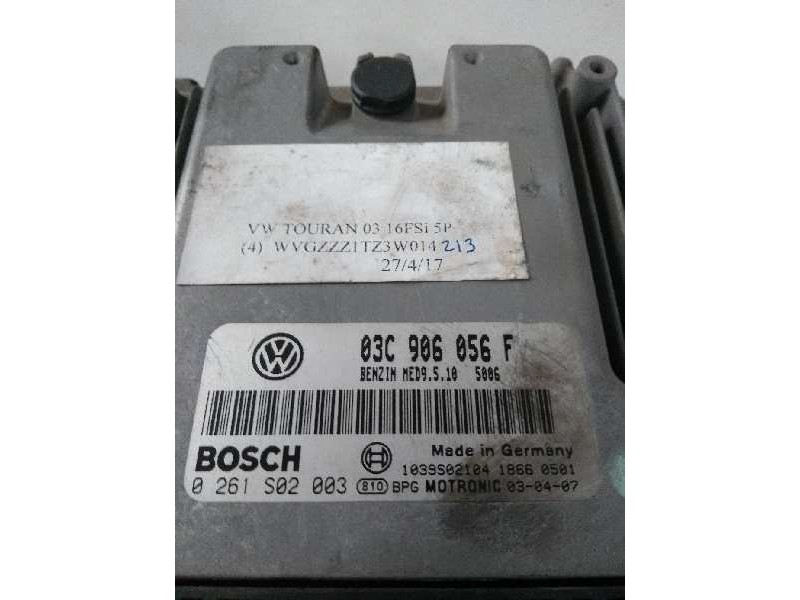 VW TOURAN 03 16FSI 5P
(4) WVGZZZ1TZ3W014 213
27/4/17
03C 906 056 F
BENZIN MED9.5.10 5006
BOSCH
Made in Germany
1039S02104 1866 0501
0 261 S02 003 810 BPG MOTRONIC 03-04-07